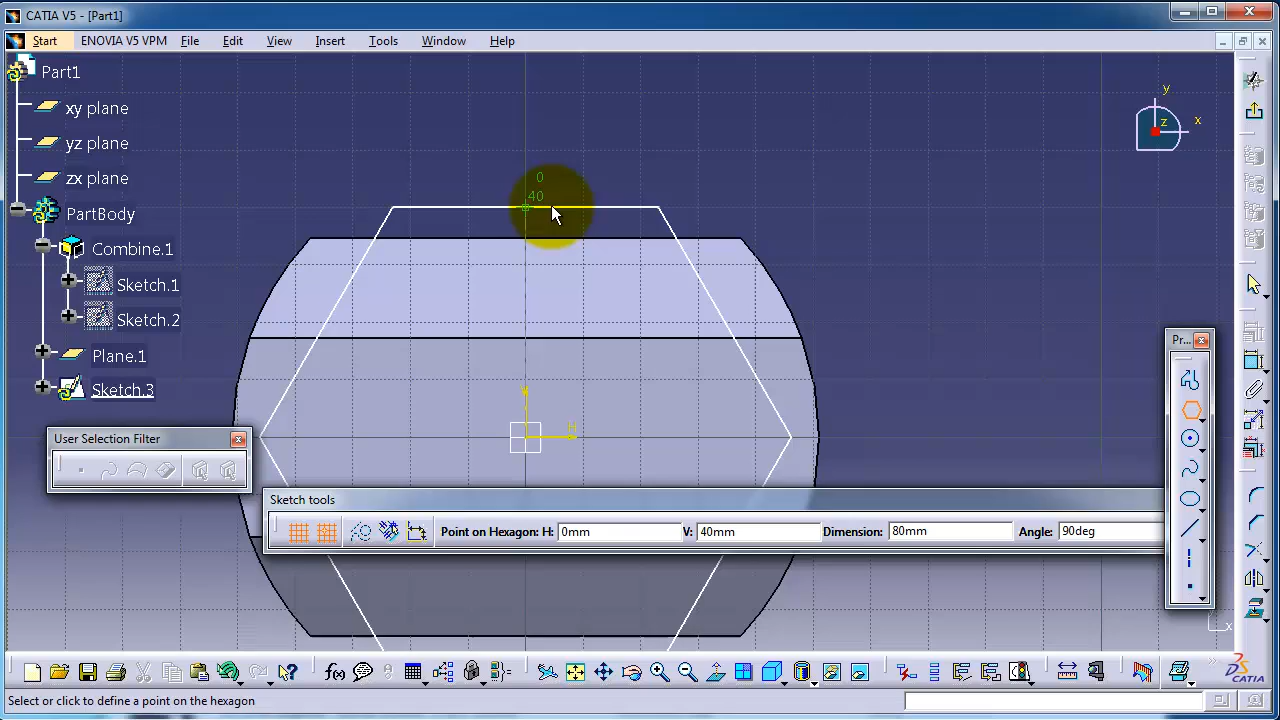 CATIA V5 - [Part1]
Start ENOVIA V5 VPM File Edit View Insert Tools Window Help
Part1
xy plane
yz plane
zx plane
PartBody
Combine.1
Sketch.1
Sketch.2
Plane.1
Sketch.3
y
z
x
0
40
V
H
Pr...
User Selection Filter
Sketch tools
Point on Hexagon: H: 0mm V: 40mm Dimension: 80mm Angle: 90deg
x
f(x)
CATIA
Select or click to define a point on the hexagon